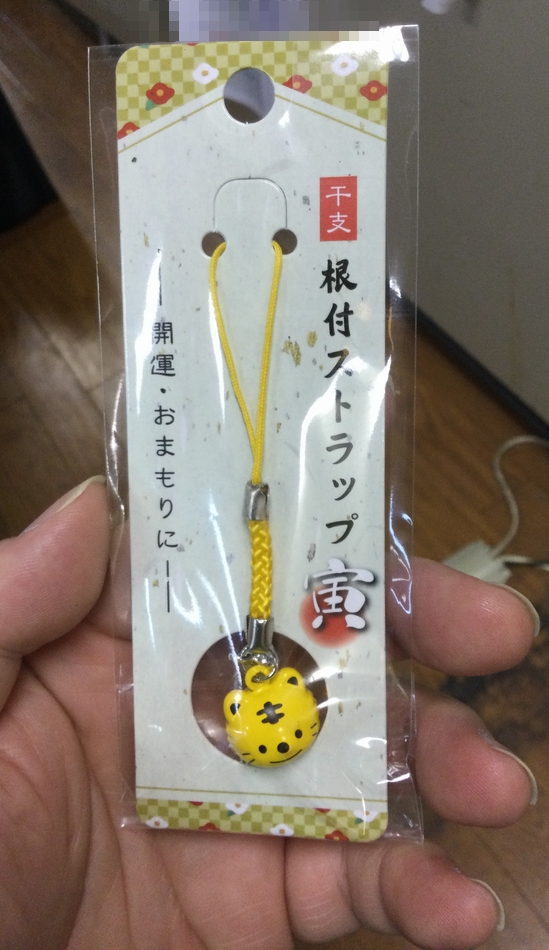 干支
根付ストラップ
寅
開運・おまもりに